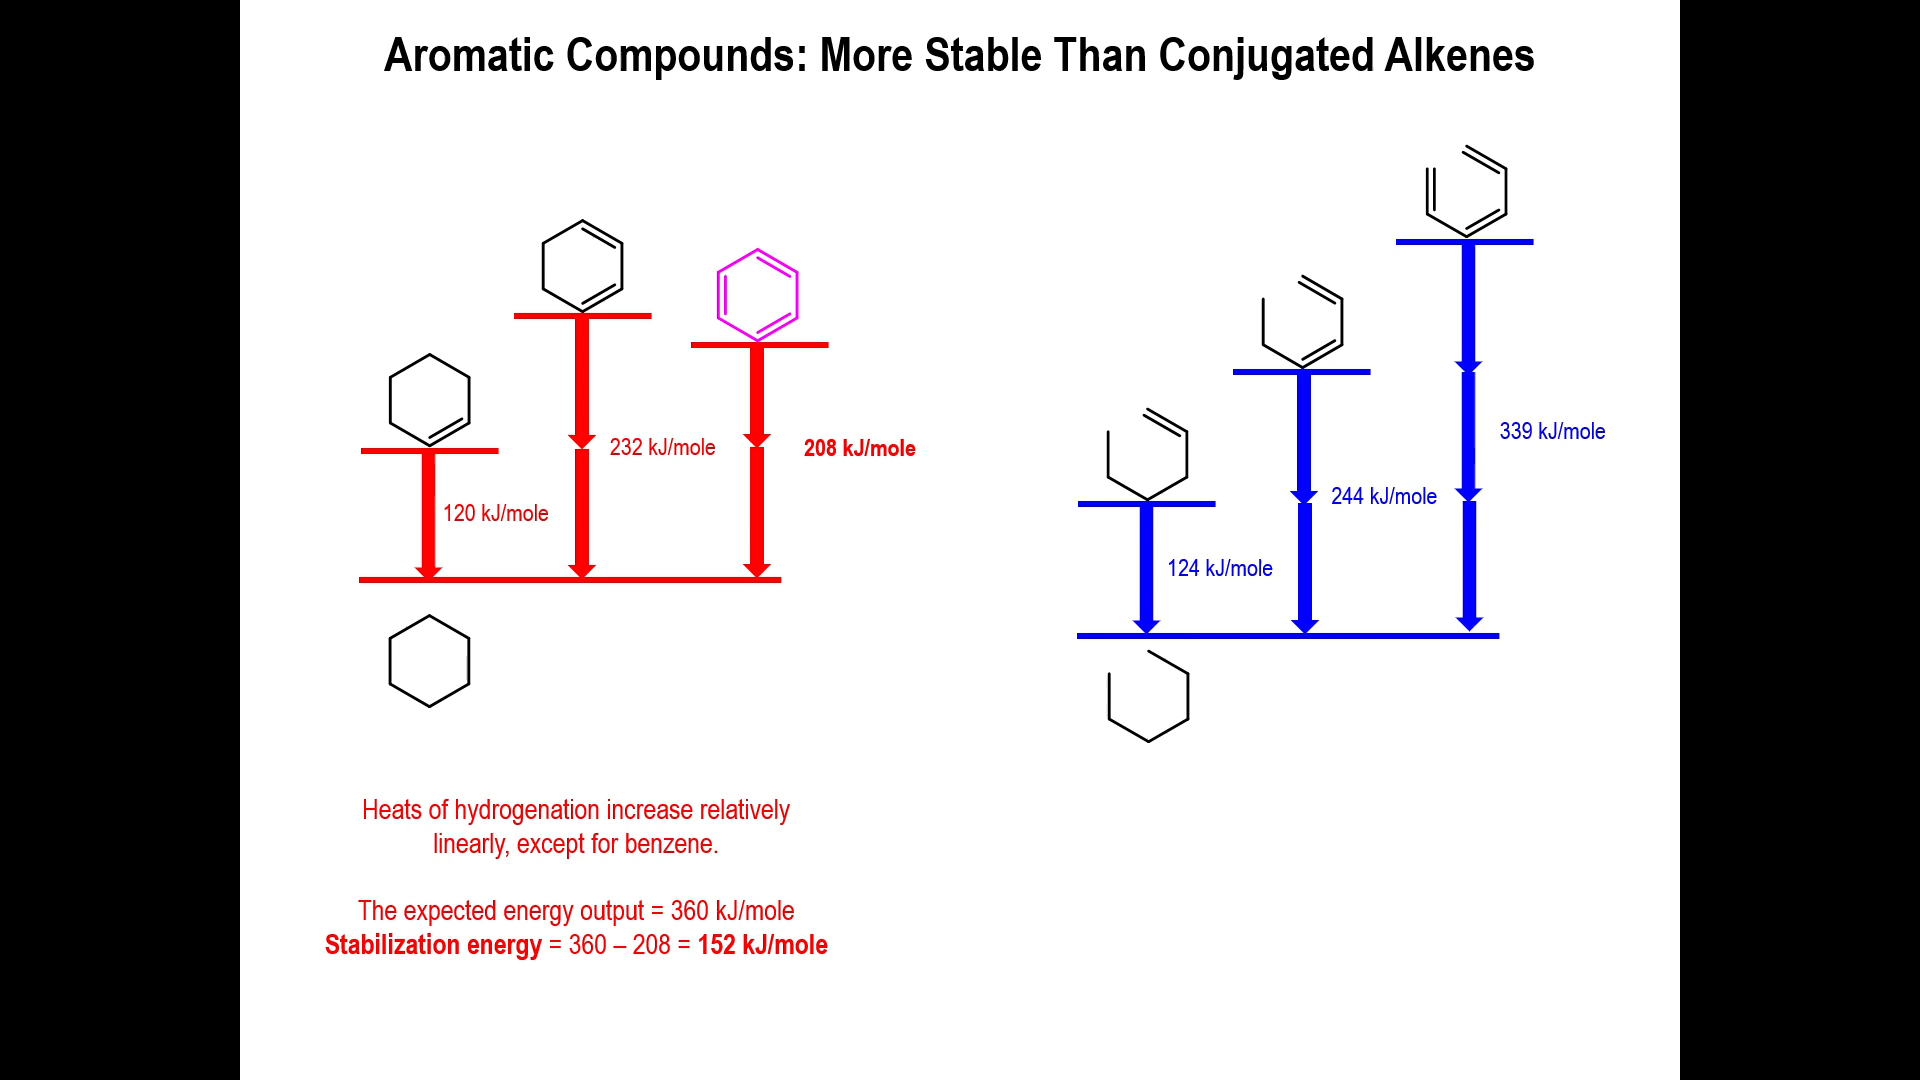 Aromatic Compounds: More Stable Than Conjugated Alkenes
120 kJ/mole
232 kJ/mole
208 kJ/mole
124 kJ/mole
244 kJ/mole
339 kJ/mole
Heats of hydrogenation increase relatively
linearly, except for benzene.
The expected energy output = 360 kJ/mole
Stabilization energy = 360 – 208 = 152 kJ/mole